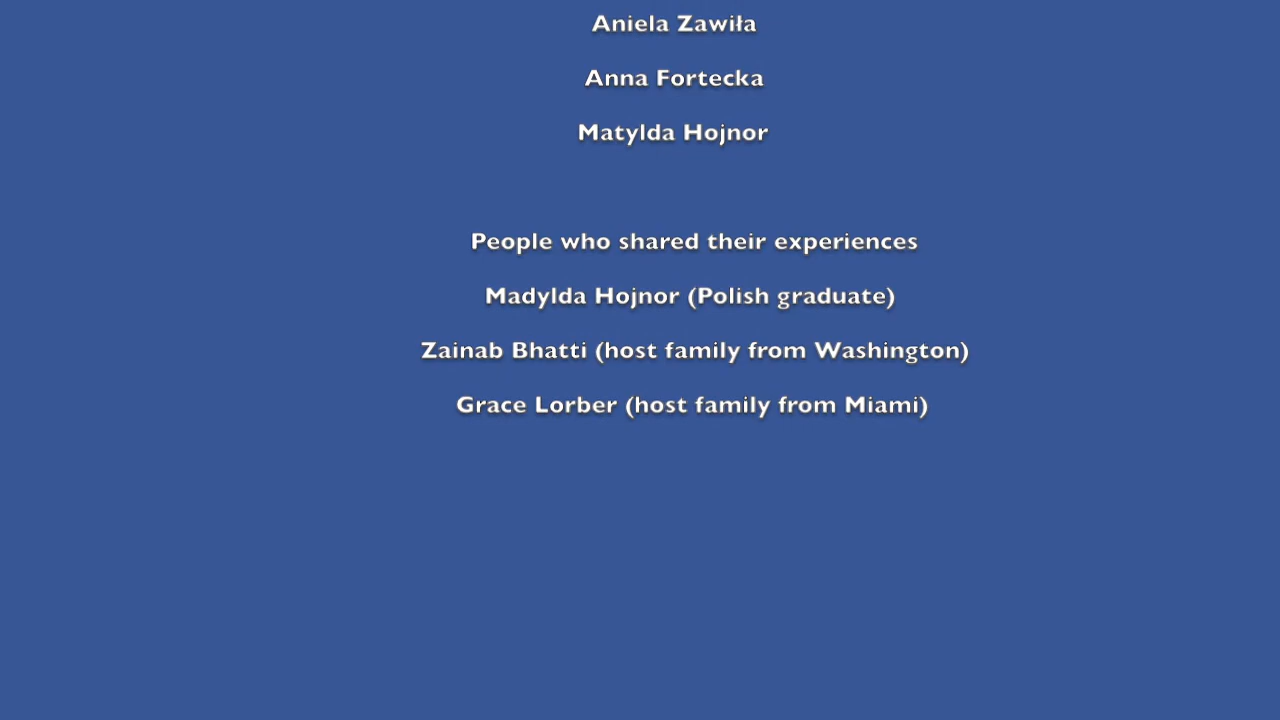 Aniela Zawiła
Anna Fortecka
Matylda Hojnor
People who shared their experiences
Madylda Hojnor (Polish graduate)
Zainab Bhatti (host family from Washington)
Grace Lorber (host family from Miami)